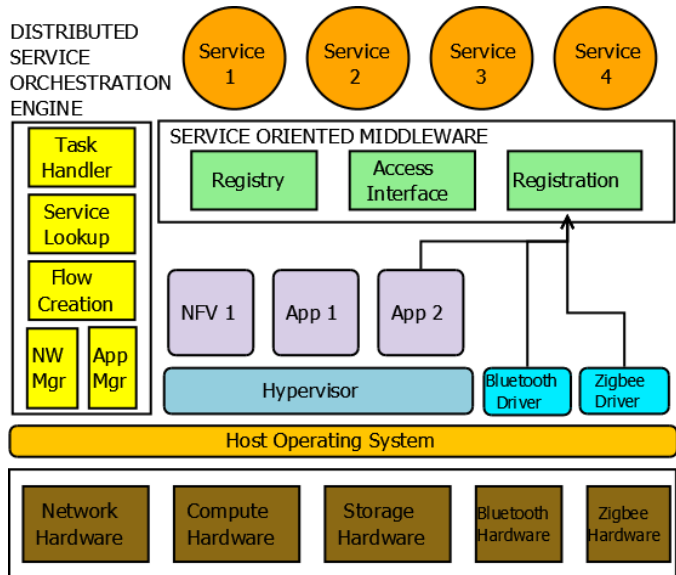 DISTRIBUTED
SERVICE
ORCHESTRATION
ENGINE
Service
1
Service
2
Service
3
Service
4
Task
Handler
Service
Lookup
Flow
Creation
NW
Mgr
App
Mgr
SERVICE ORIENTED MIDDLEWARE
Registry
Access
Interface
Registration
NFV 1
App 1
App 2
Hypervisor
Bluetooth
Driver
Zigbee
Driver
Host Operating System
Network
Hardware
Compute
Hardware
Storage
Hardware
Bluetooth
Hardware
Zigbee
Hardware